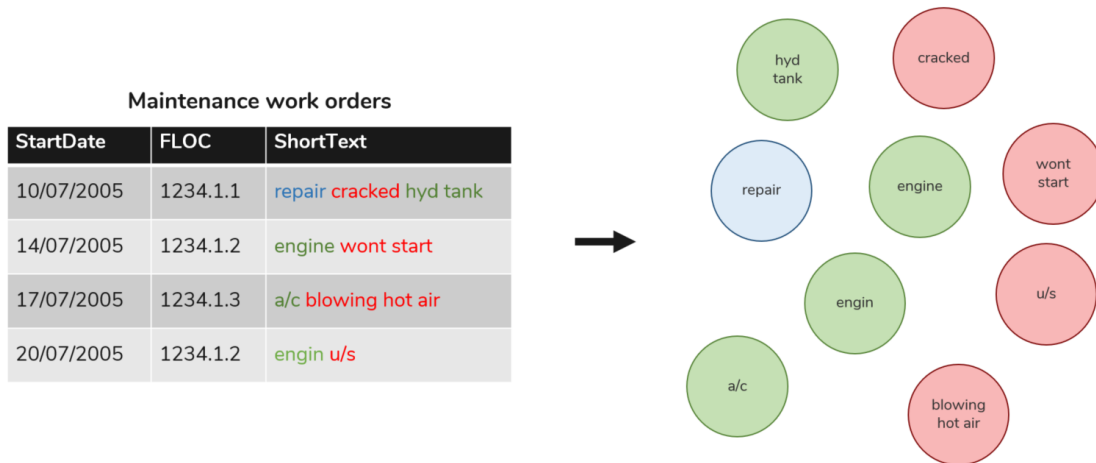 Maintenance work orders
StartDate FLOC ShortText
10/07/2005 1234.1.1 repair cracked hyd tank
14/07/2005 1234.1.2 engine wont start
17/07/2005 1234.1.3 a/c blowing hot air
20/07/2005 1234.1.2 engin u/s
hyd
tank
cracked
repair
engine
wont
start
engin
u/s
a/c
blowing
hot air